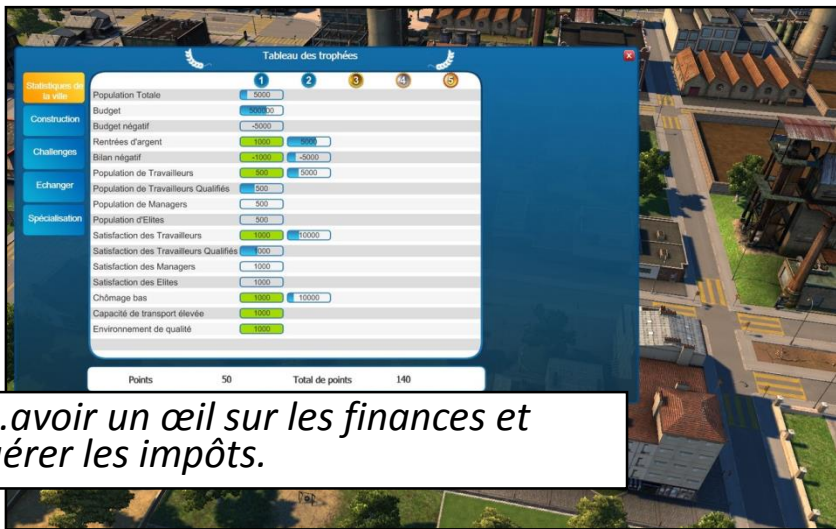 Tableau des trophées
x
Statistiques de la ville
Construction
Challenges
Echanger
Spécialisation
1 2 3 4 5
Population Totale 5000
Budget 500000
Budget négatif -5000
Rentrées d'argent 1000 5000
Bilan négatif -1000 -5000
Population de Travailleurs 500 5000
Population de Travailleurs Qualifiés 500
Population de Managers 500
Population d'Elites 500
Satisfaction des Travailleurs 1000 10000
Satisfaction des Travailleurs Qualifiés 1000
Satisfaction des Managers 1000
Satisfaction des Elites 1000
Chômage bas 1000 10000
Capacité de transport élevée 1000
Environnement de qualité 1000
Points 50 Total de points 140
.avoir un œil sur les finances et
érer les impôts.